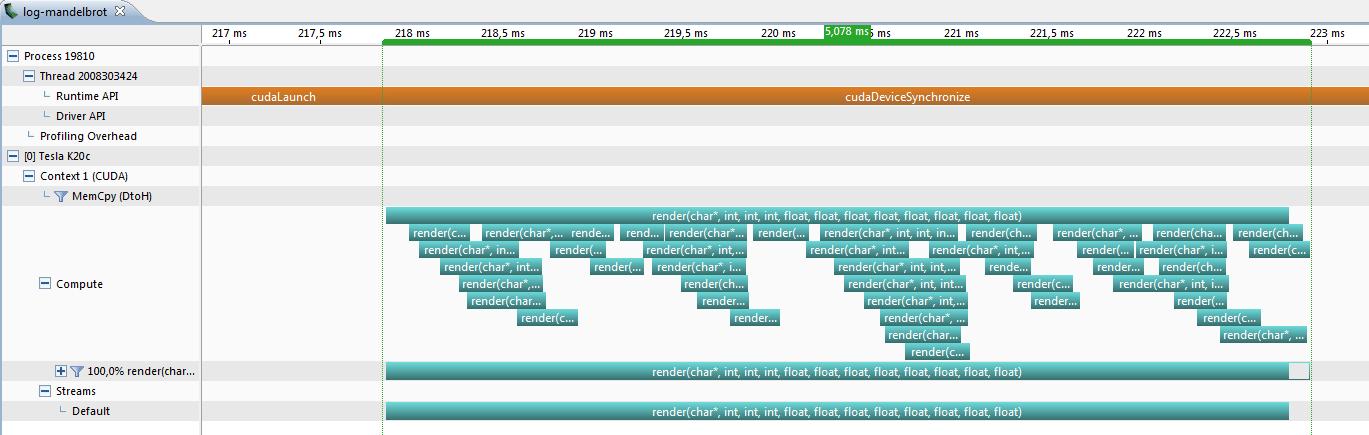 log-mandelbrot
217 ms 217,5 ms 218 ms 218,5 ms 219 ms 219,5 ms 220 ms 5,078 ms 5 ms 221 ms 221,5 ms 222 ms 222,5 ms 223 ms
Process 19810
Thread 2008303424
Runtime API cudaLaunch cudaDeviceSynchronize
Driver API
Profiling Overhead
[0] Tesla K20c
Context 1 (CUDA)
MemCpy (DtoH)
render(char*, int, int, int, float, float, float, float, float, float, float, float)
render(c... render(char*,... rende... rend... render(char*... render(... render(char*, int, int, in... render(ch... render(char*, ... render(cha... render(ch...
render(char*, in... render(... render(char*, int,... render(char*, int... render(char*, int,... render(... render(char*, i... render(c...
render(char*, int... render(... render(char*, i... render(char*, int, int,... rende... render... render(ch...
Compute render(char*,... render(ch... render(char*, int, int... render(c... render(char*, int, i...
render(char... render... render(char*, int,... render... render(...
render(c... render(... render(char*, ... render(c...
render(char... render(char*, ...
render(c...
100,0% render(char... render(char*, int, int, int, float, float, float, float, float, float, float, float)
Streams
Default render(char*, int, int, int, float, float, float, float, float, float, float, float)